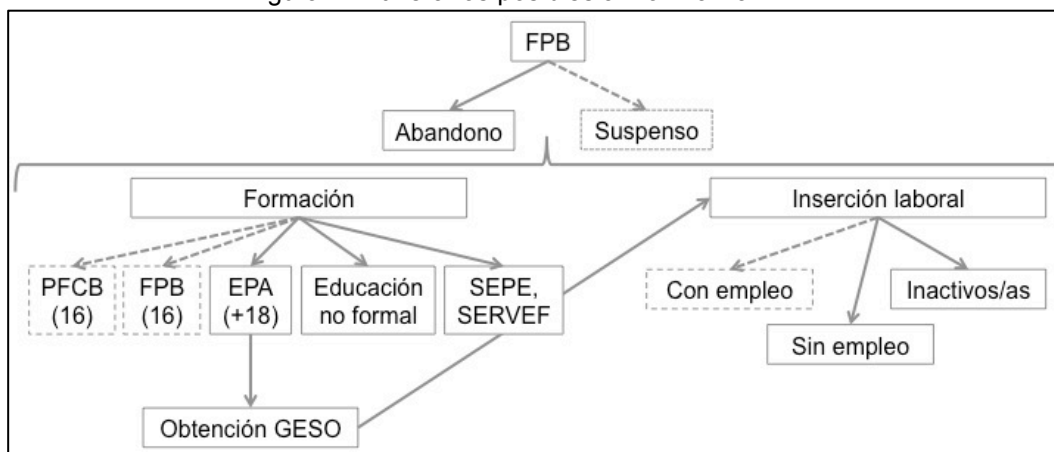 FPB
Abandono
Suspenso
Formación
Inserción laboral
PFCB
(16)
FPB
(16)
EPA
(+18)
Educación
no formal
SEPE,
SERVEF
Con empleo
Inactivos/as
Sin empleo
Obtención GESO